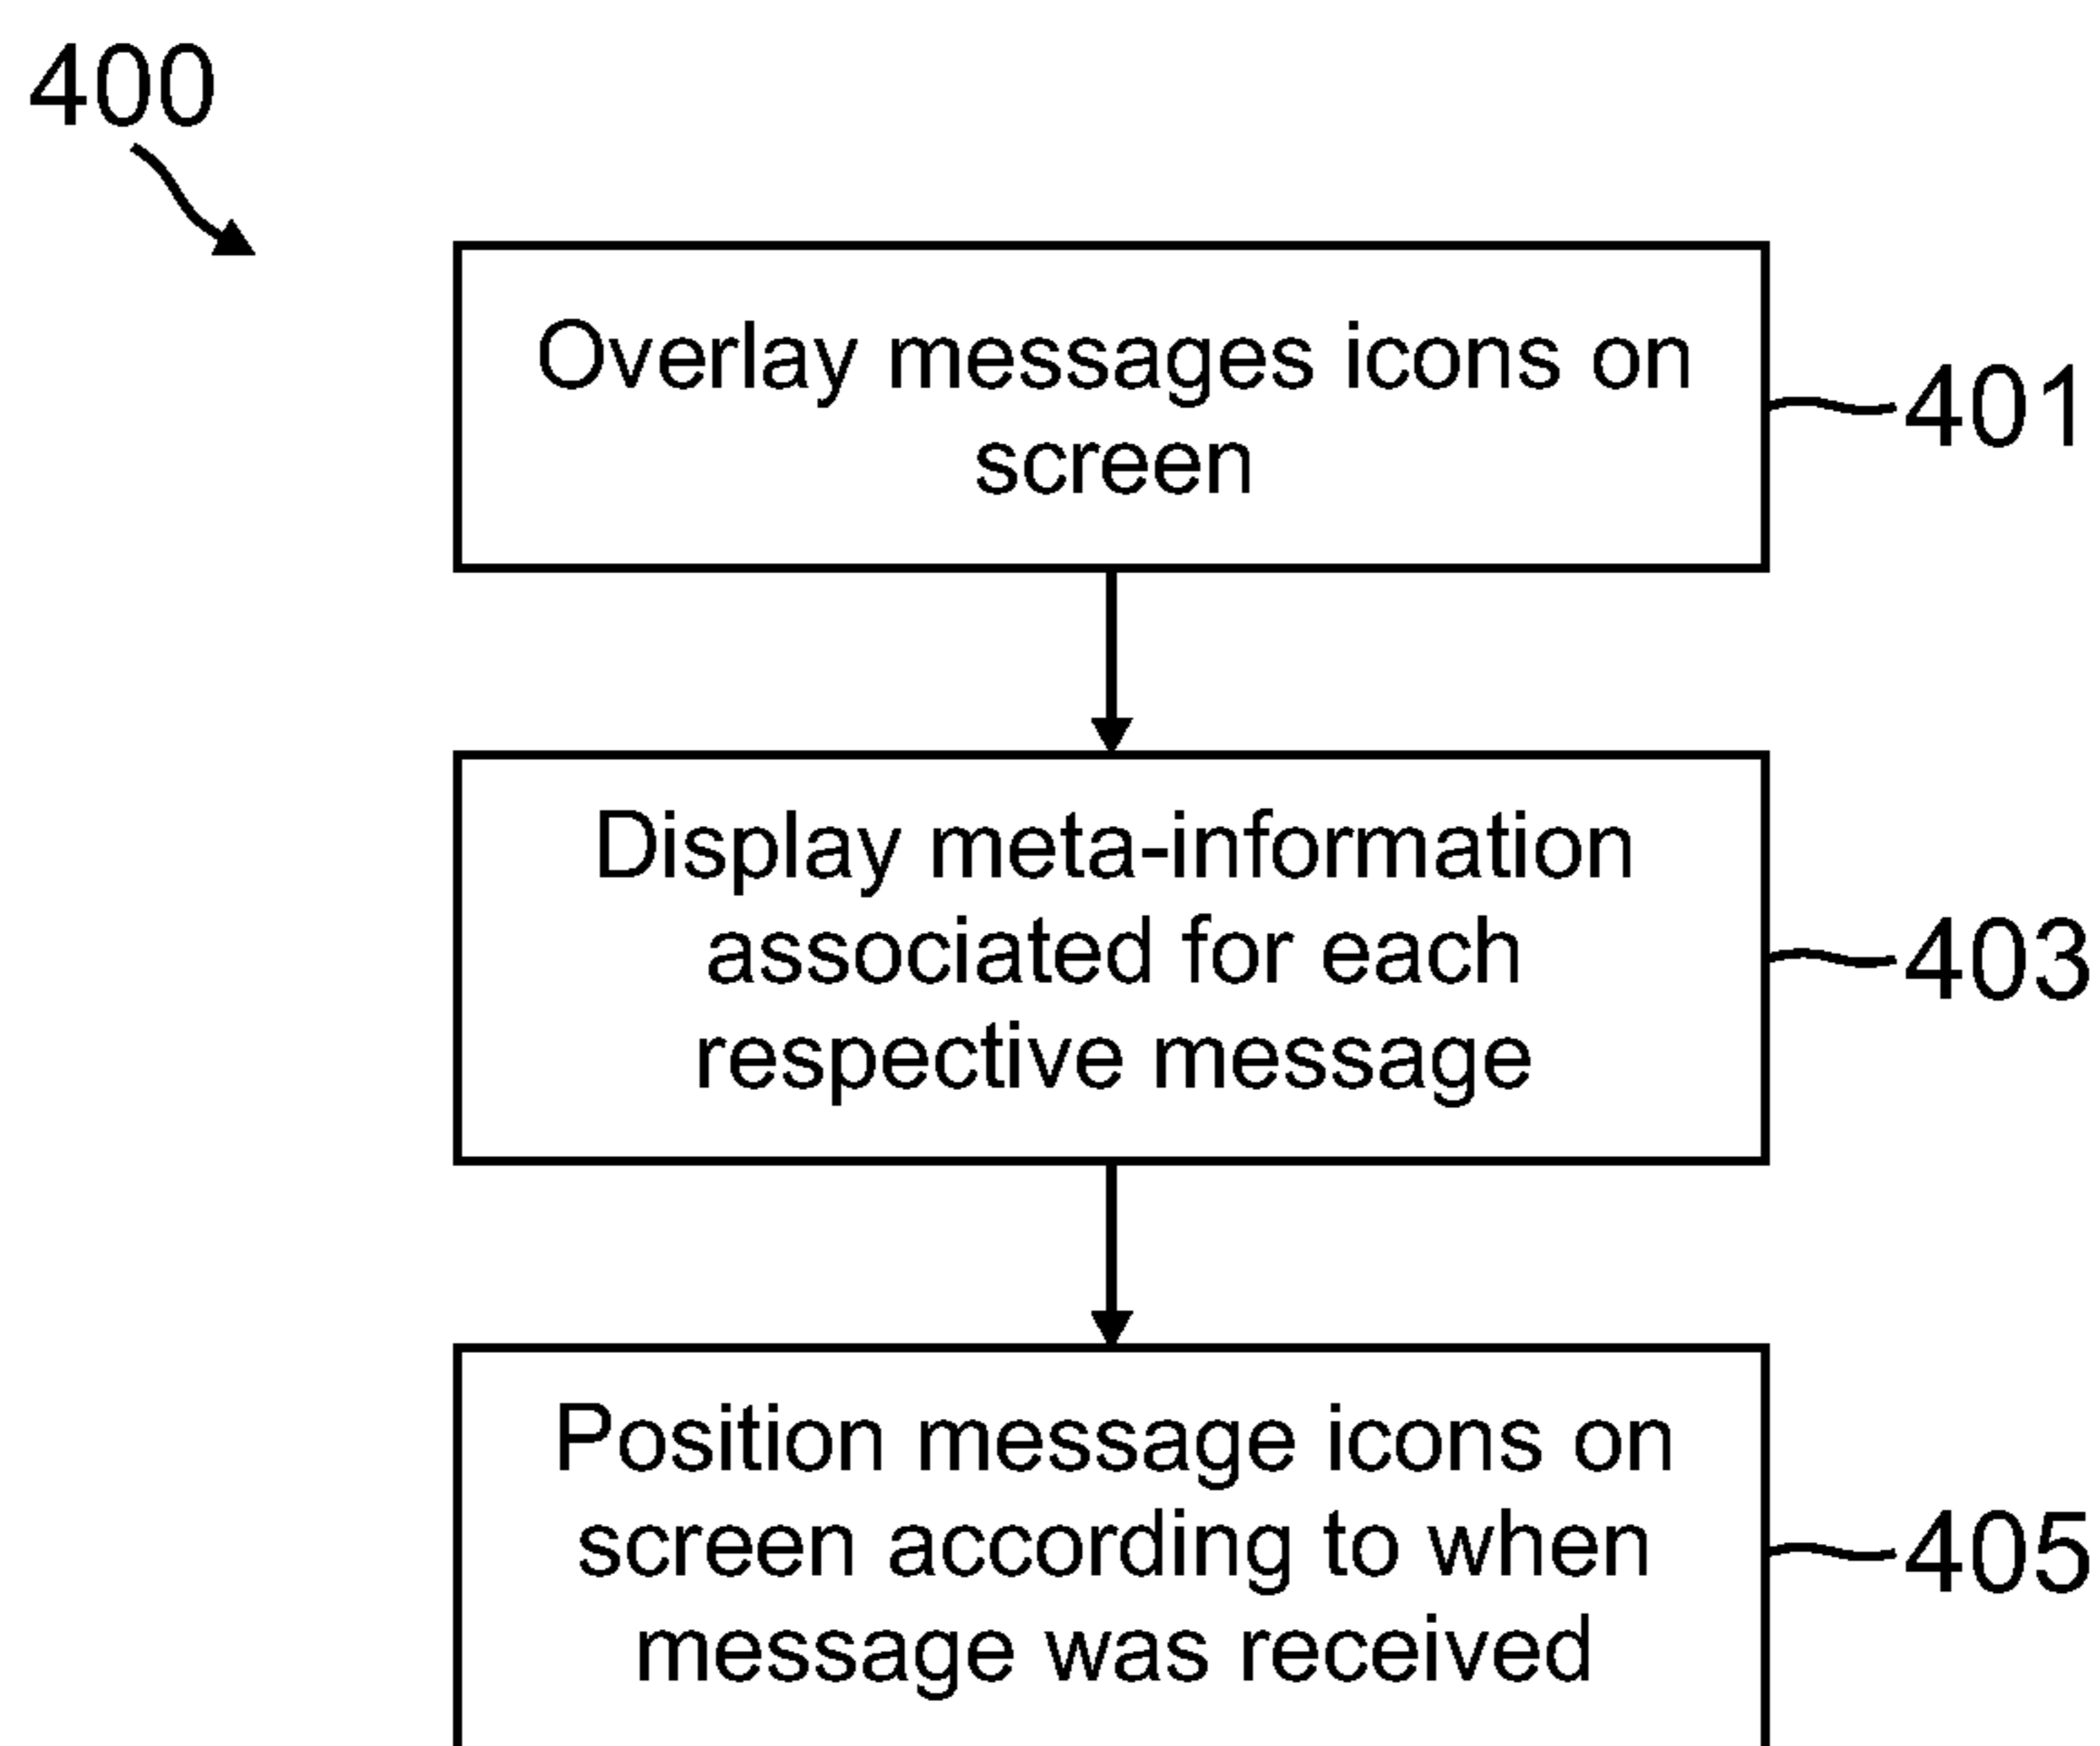 400
Overlay messages icons on
screen
401
Display meta-information
associated for each
respective message
403
Position message icons on
screen according to when
message was received
405